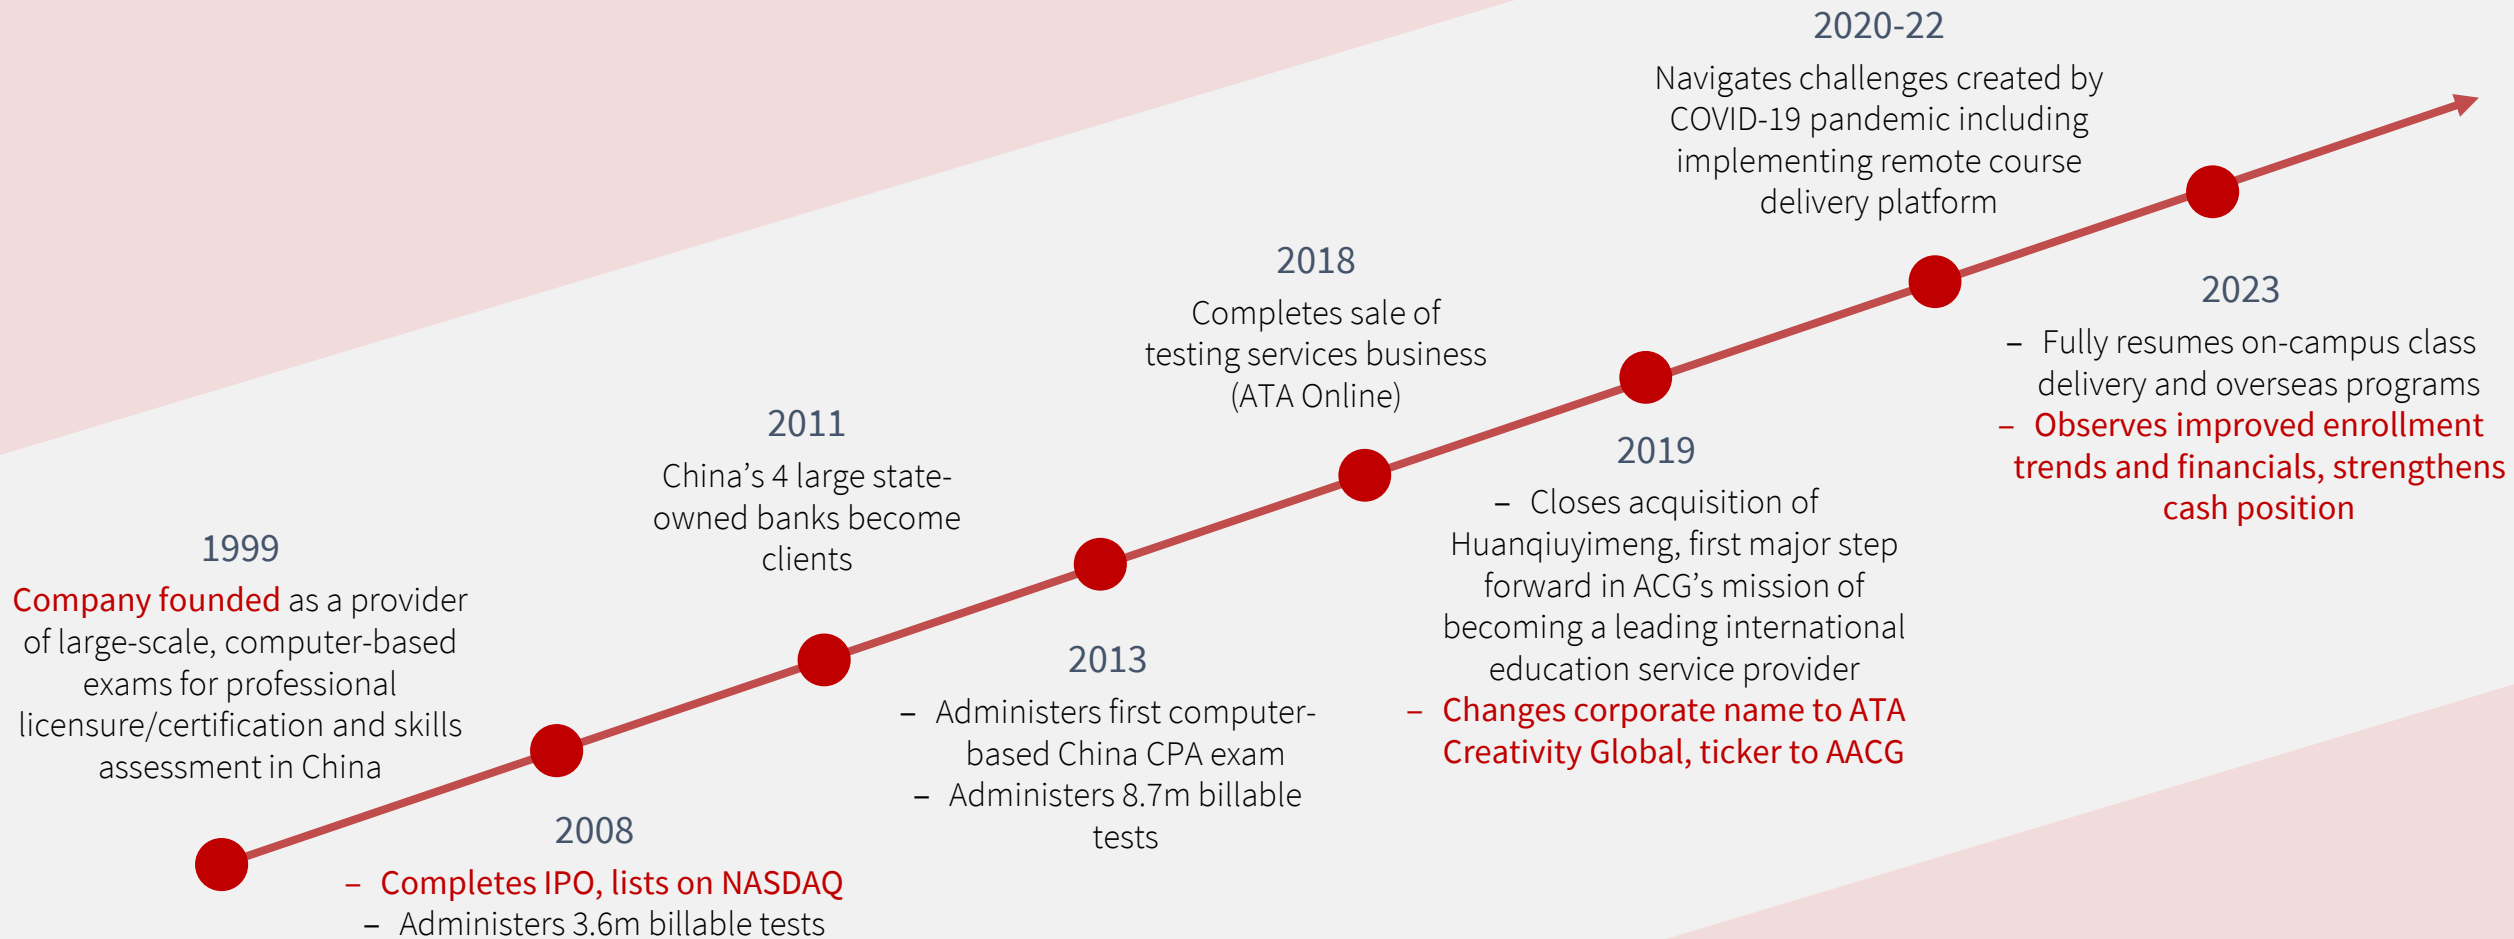 1999
Company founded as a provider
of large-scale, computer-based
exams for professional
licensure/certification and skills
assessment in China
2008
– Completes IPO, lists on NASDAQ
– Administers 3.6m billable tests
2011
China’s 4 large state-
owned banks become
clients
2013
– Administers first computer-
based China CPA exam
– Administers 8.7m billable
tests
2018
Completes sale of
testing services business
(ATA Online)
2019
– Closes acquisition of
Huanqiuyimeng, first major step
forward in ACG’s mission of
becoming a leading international
education service provider
– Changes corporate name to ATA
Creativity Global, ticker to AACG
2020-22
Navigates challenges created by
COVID-19 pandemic including
implementing remote course
delivery platform
2023
– Fully resumes on-campus class
delivery and overseas programs
– Observes improved enrollment
trends and financials, strengthens
cash position